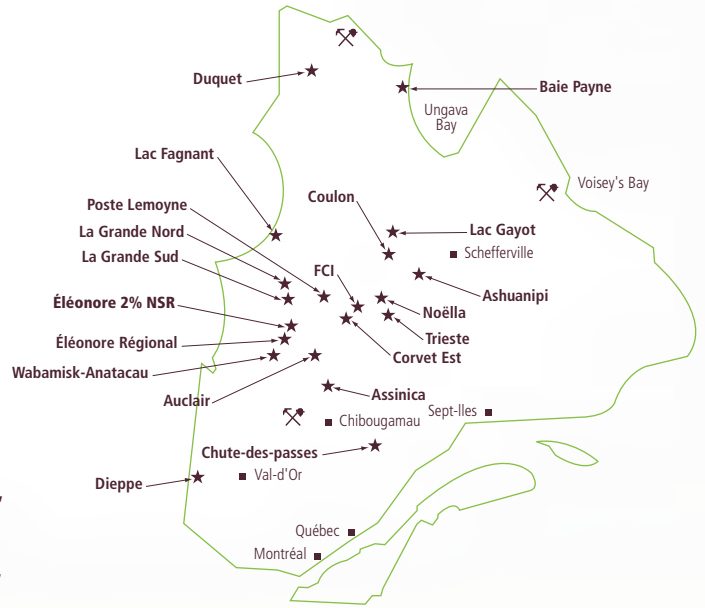 Duquet
Baie Payne
Ungava
Bay
Lac Fagnant
Voisey's Bay
Coulon
Poste Lemoyne
La Grande Nord
Lac Gayot
La Grande Sud
Schefferville
FCI
Ashuanipi
Éléonore 2% NSR
Noëlla
Éléonore Régional
Trieste
Corvet Est
Wabamisk-Anatacau
Auclair
Assinica
Sept-Iles
Chibougamau
Chute-des-passes
Dieppe
Val-d'Or
Québec
Montréal